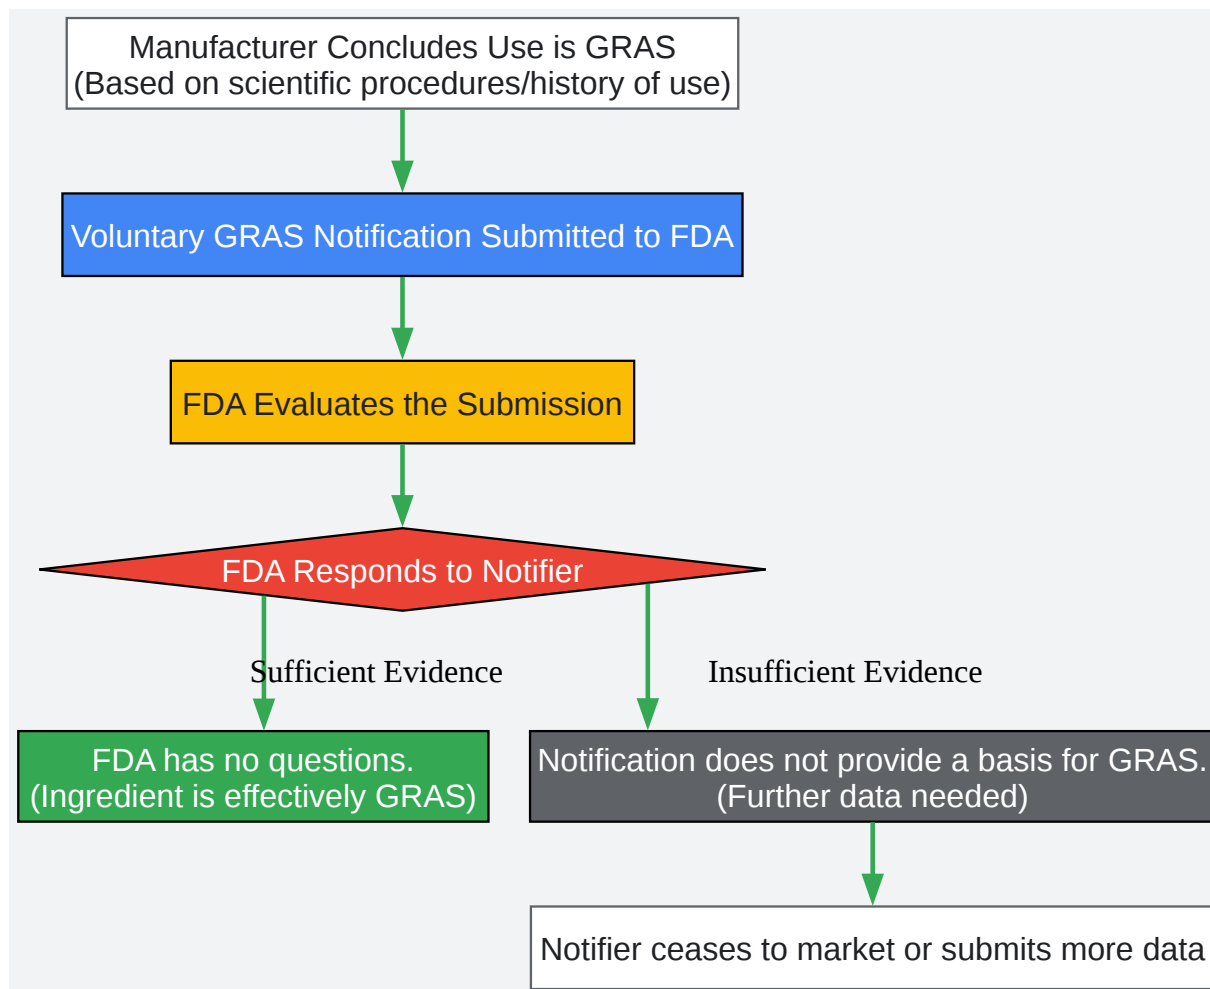 Manufacturer Concludes Use is GRAS
(Based on scientific procedures/history of use)
Voluntary GRAS Notification Submitted to FDA
FDA Evaluates the Submission
FDA Responds to Notifier
Sufficient Evidence
Insufficient Evidence
FDA has no questions.
(Ingredient is effectively GRAS)
Notification does not provide a basis for GRAS.
(Further data needed)
Notifier ceases to market or submits more data